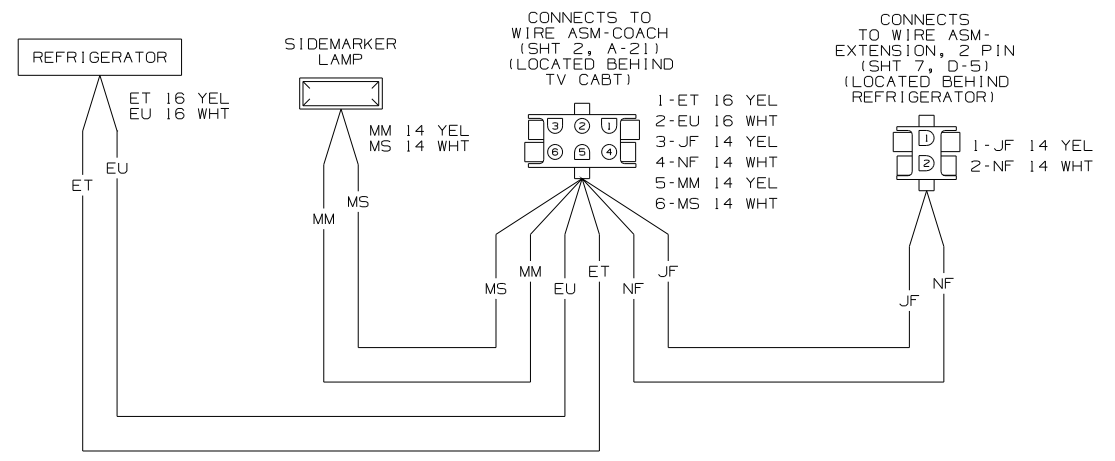 REFRIGERATOR
ET 16 YEL
EU 16 WHT
SIDEMARKER
LAMP
MM 14 YEL
MS 14 WHT
CONNECTS TO
WIRE ASM-COACH
(SHT 2, A-21)
(LOCATED BEHIND
TV CABT)
3 2 1
6 5 4
1-ET 16 YEL
2-EU 16 WHT
3-JF 14 YEL
4-NF 14 WHT
5-MM 14 YEL
6-MS 14 WHT
CONNECTS
TO WIRE ASM-
EXTENSION, 2 PIN
(SHT 7, D-5)
(LOCATED BEHIND
REFRIGERATOR)
1
2
1-JF 14 YEL
2-NF 14 WHT
ET
EU
MM
MS
MS
MM
EU
ET
NF
JF
JF
NF